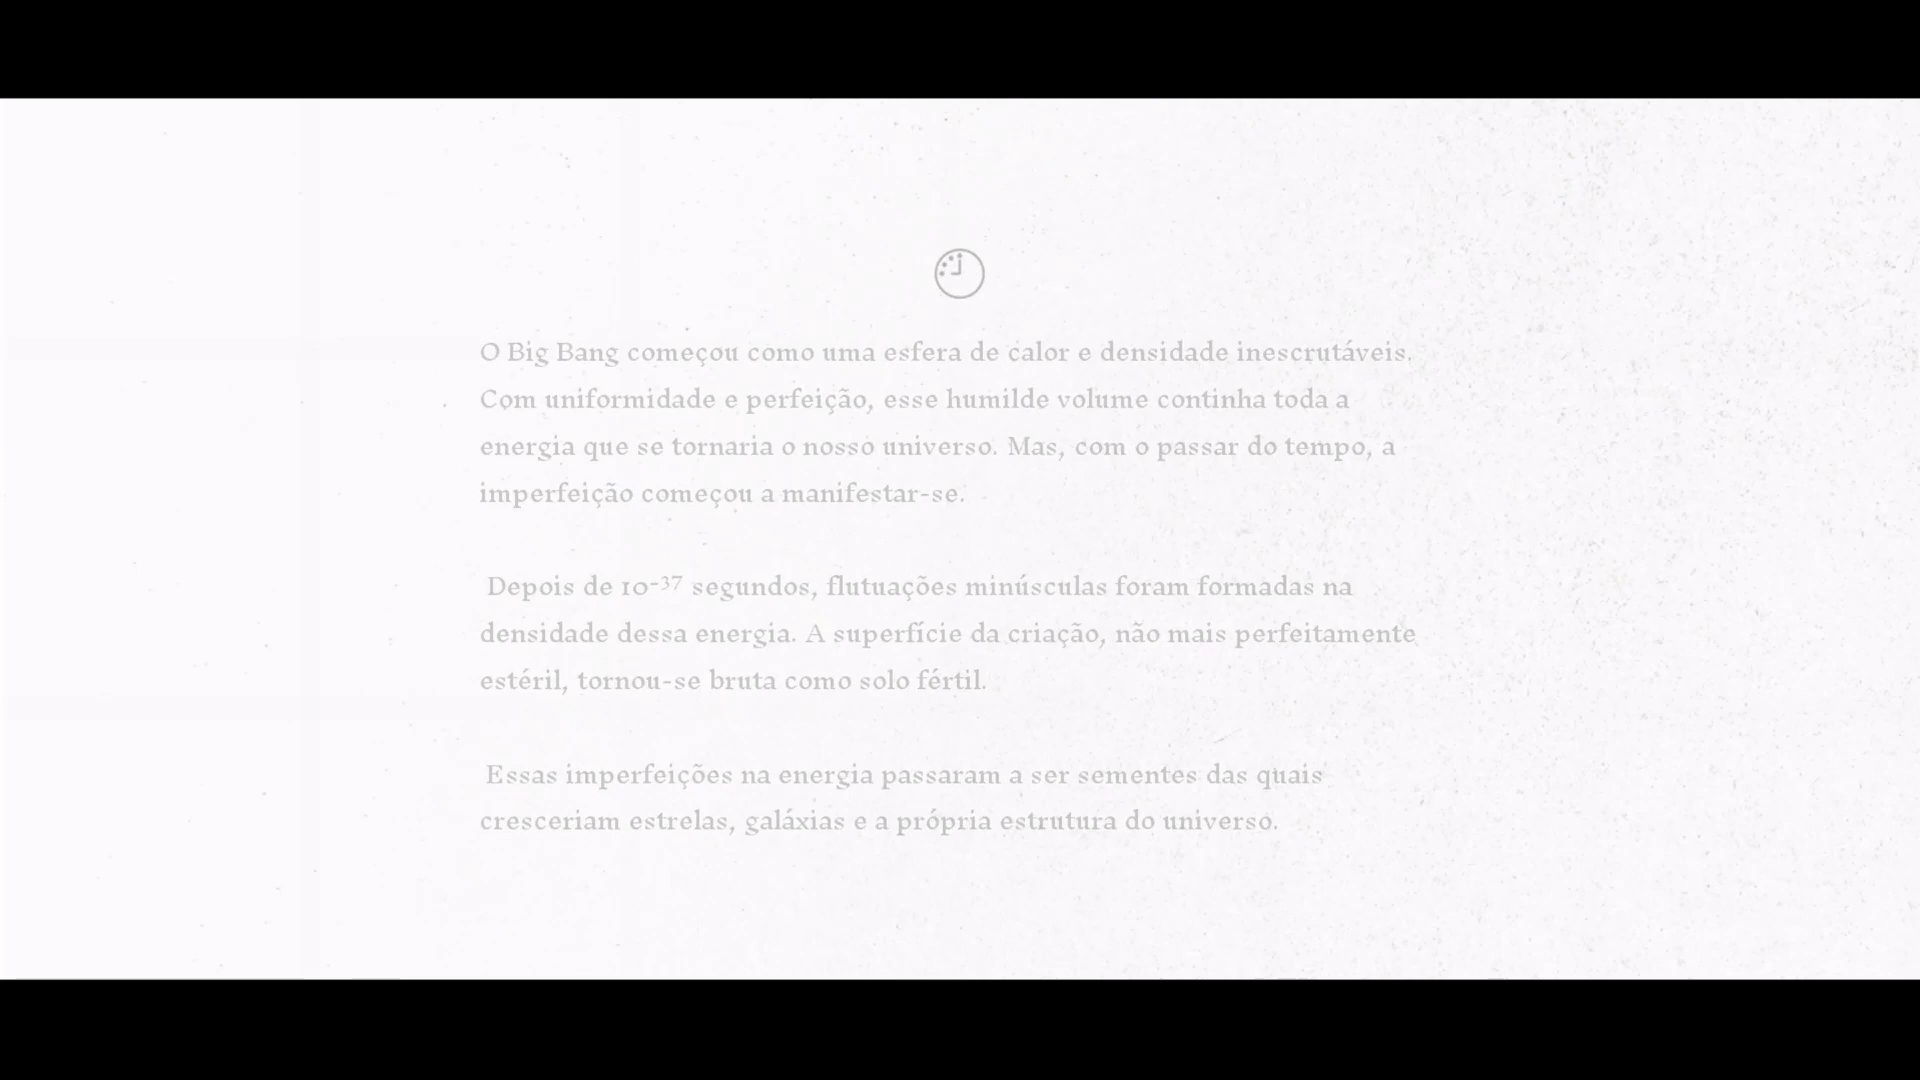 O Big Bang começou como uma esfera de calor e densidade inescrutáveis.
Com uniformidade e perfeição, esse humilde volume continha toda a
energia que se tornaria o nosso universo. Mas, com o passar do tempo, a
imperfeição começou a manifestar-se.
Depois de 10⁻³⁷ segundos, flutuações minúsculas foram formadas na
densidade dessa energia. A superfície da criação, não mais perfeitamente
estéril, tornou-se bruta como solo fértil.
Essas imperfeições na energia passaram a ser sementes das quais
cresceriam estrelas, galáxias e a própria estrutura do universo.